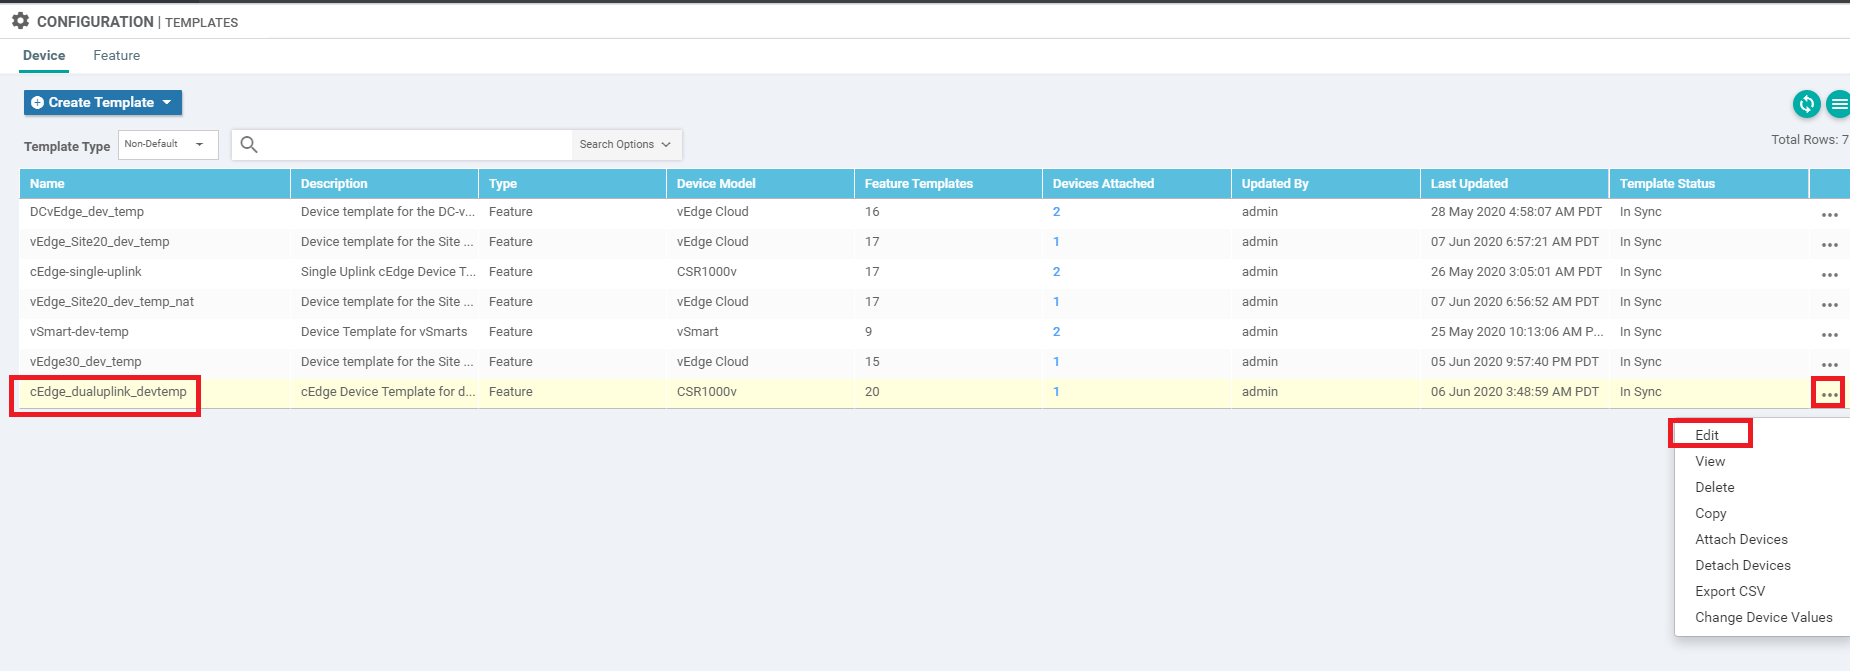 CONFIGURATION | TEMPLATES
Device Feature
Create Template
Total Rows: 7
Template Type Non-Default Search Options
Name Description Type Device Model Feature Templates Devices Attached Updated By Last Updated Template Status
DCvEdge_dev_temp Device template for the DC-v... Feature vEdge Cloud 16 2 admin 28 May 2020 4:58:07 AM PDT In Sync
vEdge_Site20_dev_temp Device template for the Site ... Feature vEdge Cloud 17 1 admin 07 Jun 2020 6:57:21 AM PDT In Sync
cEdge-single-uplink Single Uplink cEdge Device T... Feature CSR1000v 17 2 admin 26 May 2020 3:05:01 AM PDT In Sync
vEdge_Site20_dev_temp_nat Device template for the Site ... Feature vEdge Cloud 17 1 admin 07 Jun 2020 6:56:52 AM PDT In Sync
vSmart-dev-temp Device Template for vSmarts Feature vSmart 9 2 admin 25 May 2020 10:13:06 AM P... In Sync
vEdge30_dev_temp Device template for the Site ... Feature vEdge Cloud 15 1 admin 05 Jun 2020 9:57:40 PM PDT In Sync
cEdge_dualuplink_devtemp cEdge Device Template for d... Feature CSR1000v 20 1 admin 06 Jun 2020 3:48:59 AM PDT In Sync
Edit
View
Delete
Copy
Attach Devices
Detach Devices
Export CSV
Change Device Values